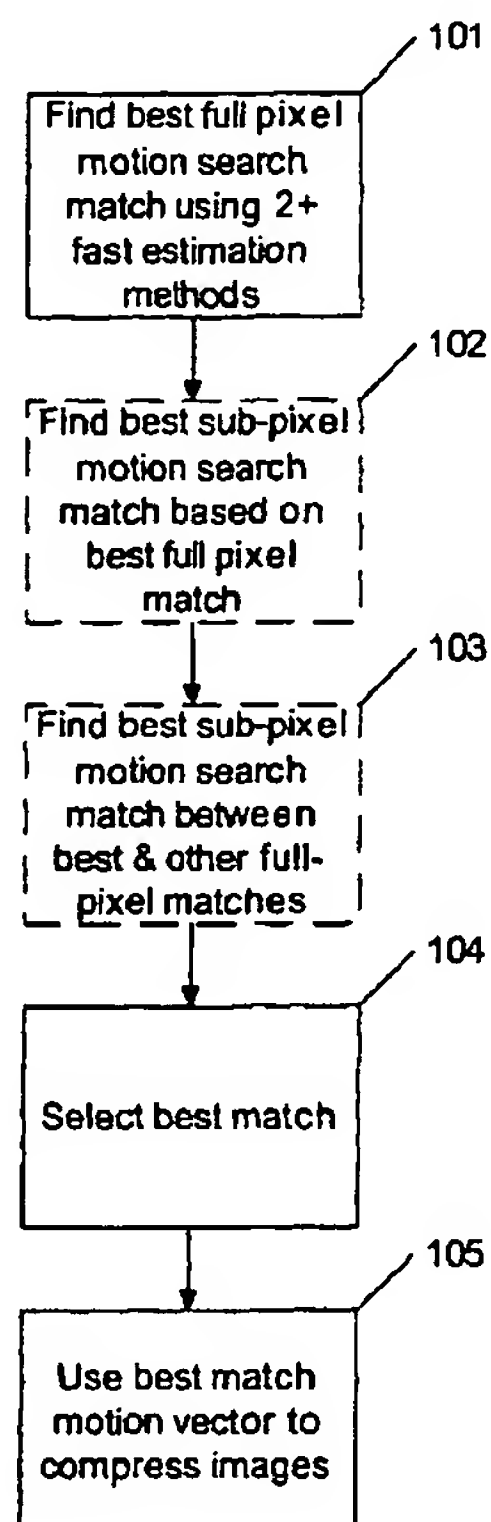 101
Find best full pixel
motion search
match using 2+
fast estimation
methods
102
Find best sub-pixel
motion search
match based on
best full pixel
match
103
Find best sub-pixel
motion search
match between
best & other full-
pixel matches
104
Select best match
105
Use best match
motion vector to
compress images